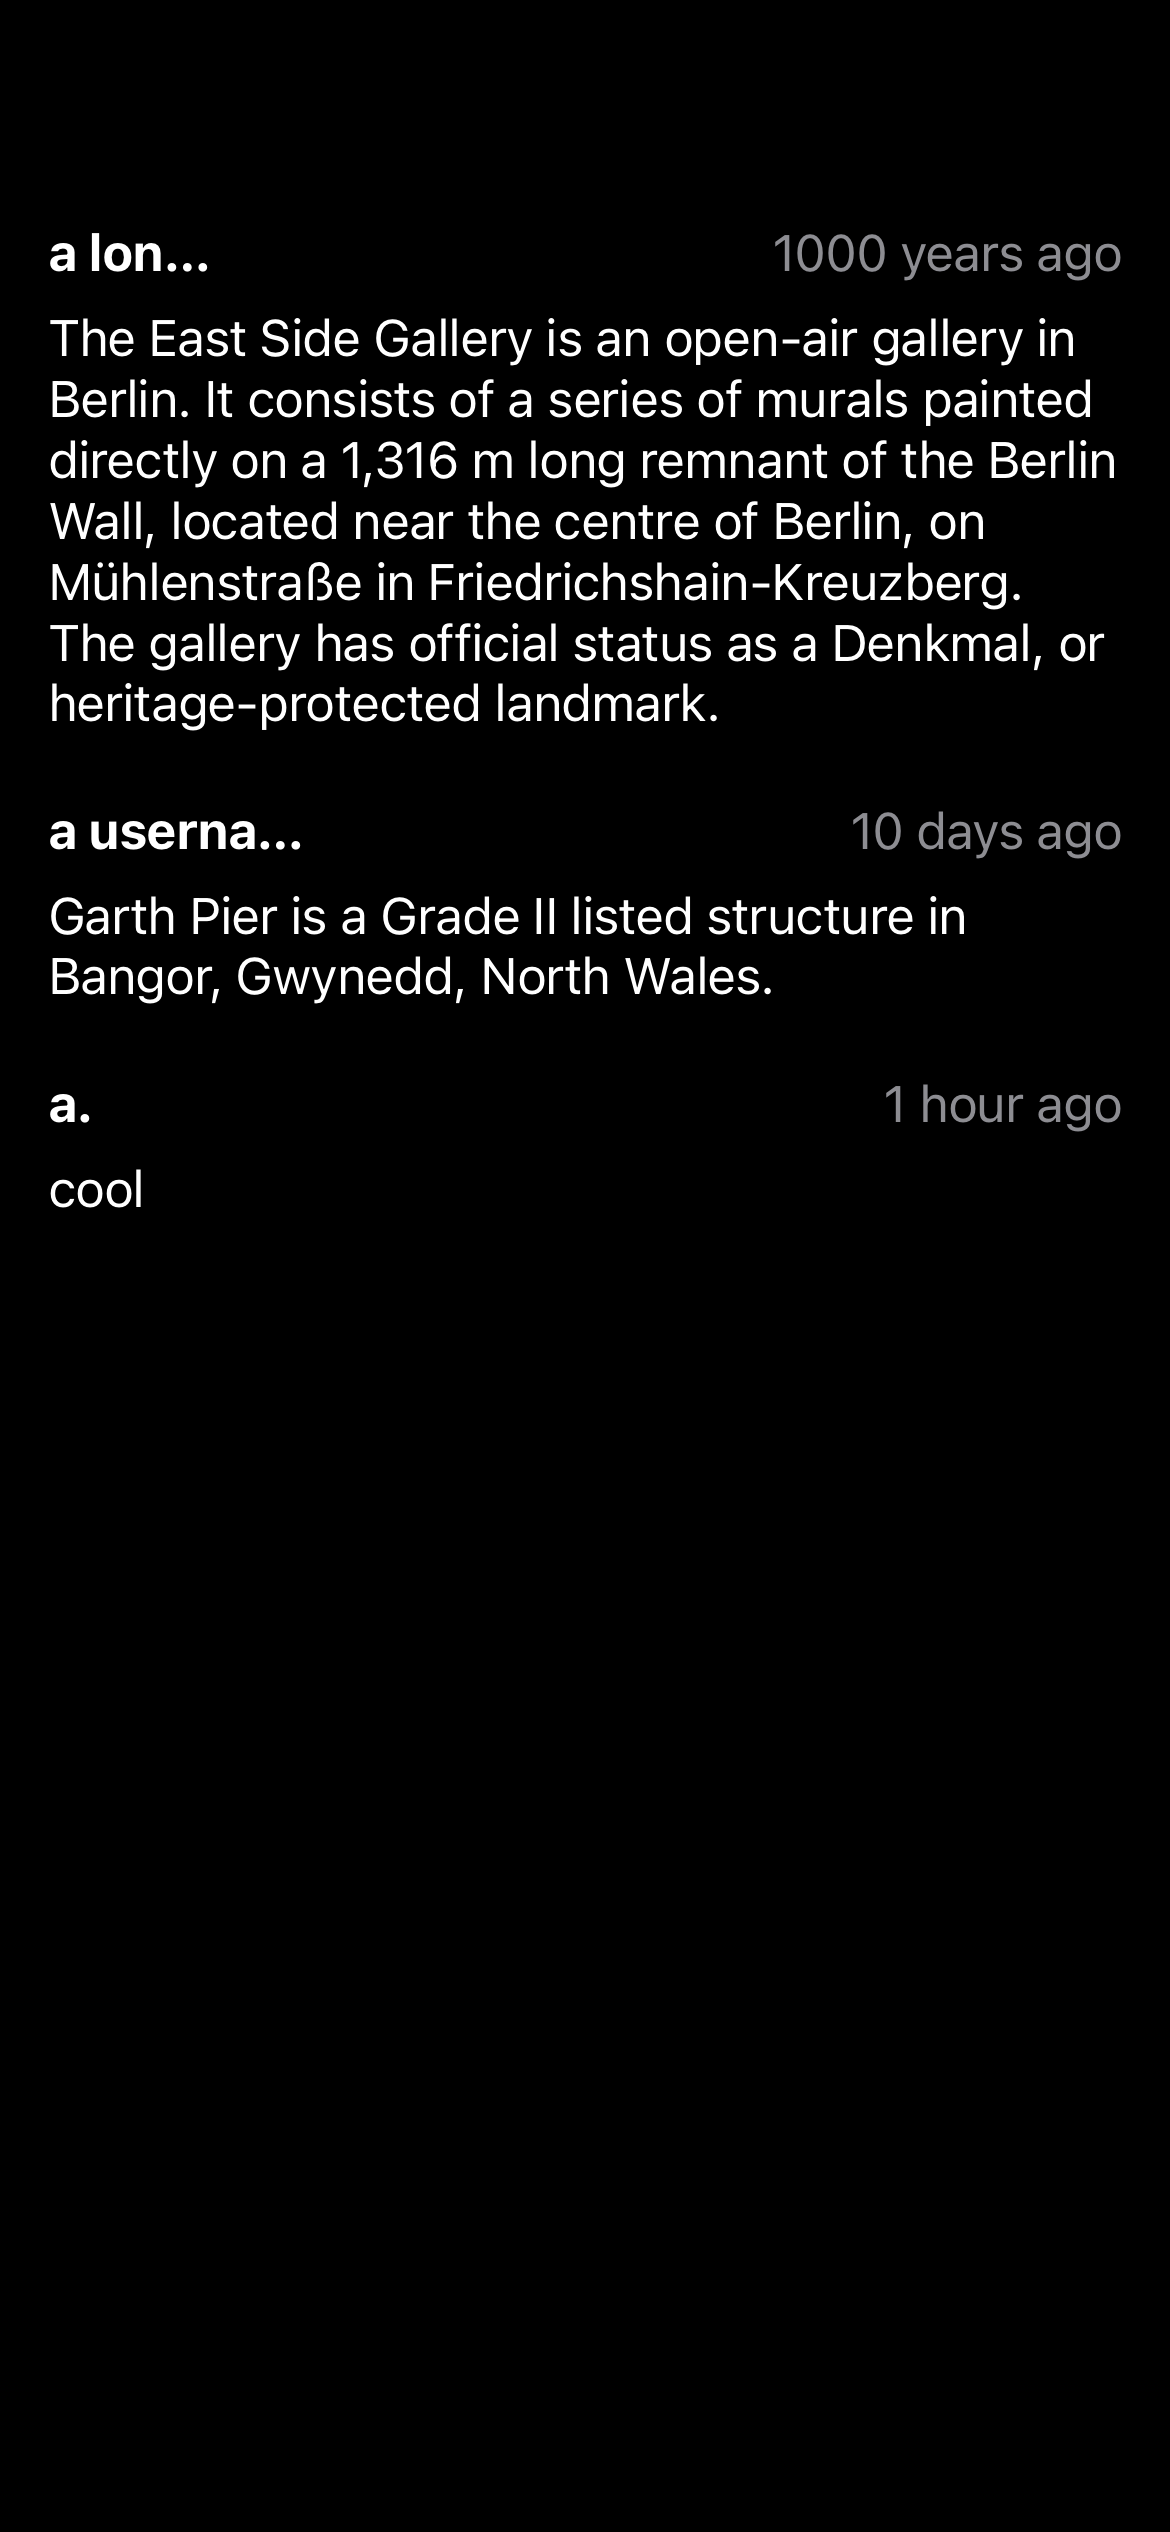 a lon...
1000 years ago
The East Side Gallery is an open-air gallery in
Berlin. It consists of a series of murals painted
directly on a 1,316 m long remnant of the Berlin
Wall, located near the centre of Berlin, on
Mühlenstraße in Friedrichshain-Kreuzberg.
The gallery has official status as a Denkmal, or
heritage-protected landmark.
a userna...
10 days ago
Garth Pier is a Grade II listed structure in
Bangor, Gwynedd, North Wales.
a.
1 hour ago
cool